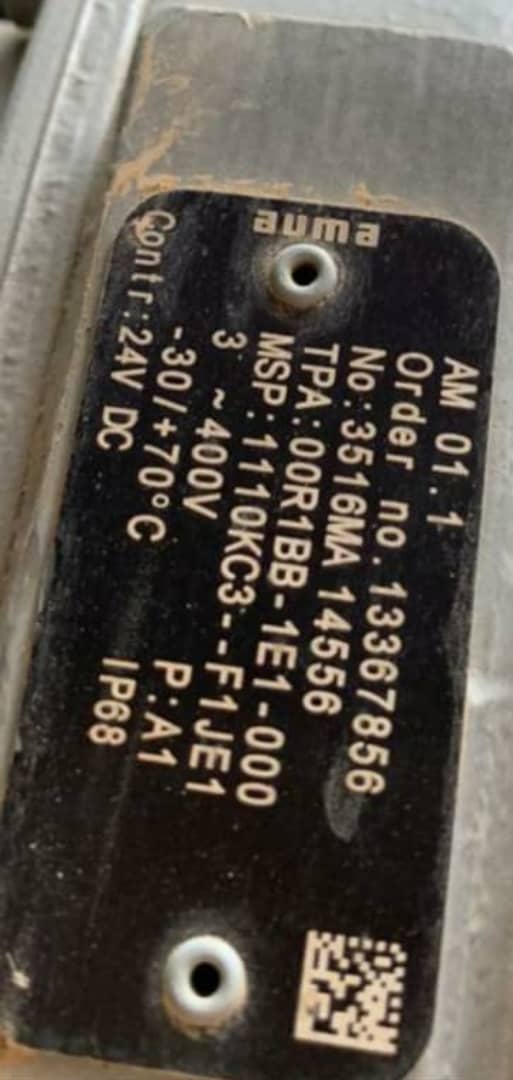 auma
AM 01.1
Order no.13367856
No:3516MA 14556
TPA:00R1BB-1E1-000
MSP:1110KC3--F1JE1
3 ~ 400V P:A1
-30/+70°C IP68
Contr:24V DC